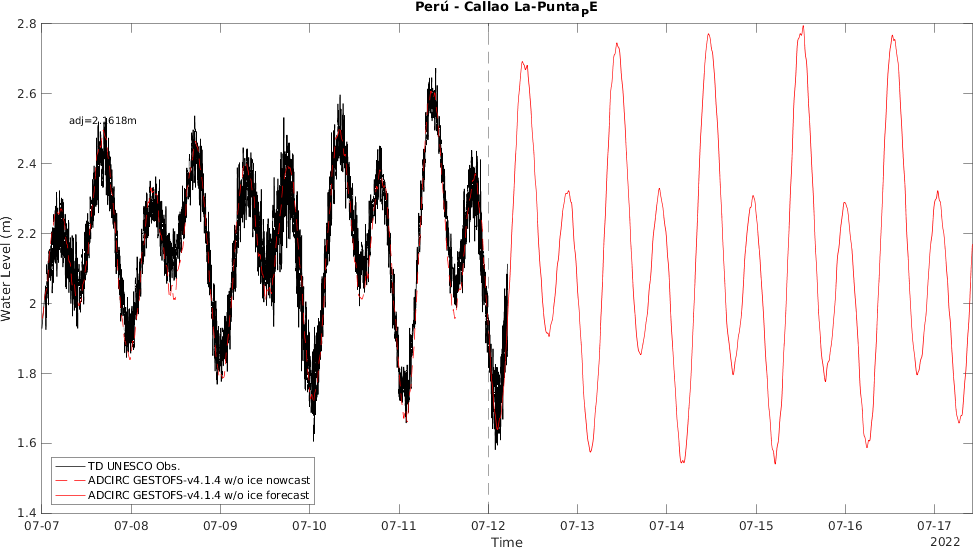 Perú - Callao La-PuntaPE
2.8
2.6
adj=2.1618m
2.4
2.2
2
1.8
1.6
1.4
Water Level (m)
TD UNESCO Obs.
ADCIRC GESTOFS-v4.1.4 w/o ice nowcast
ADCIRC GESTOFS-v4.1.4 w/o ice forecast
07-07 07-08 07-09 07-10 07-11 07-12 07-13 07-14 07-15 07-16 07-17
Time
2022